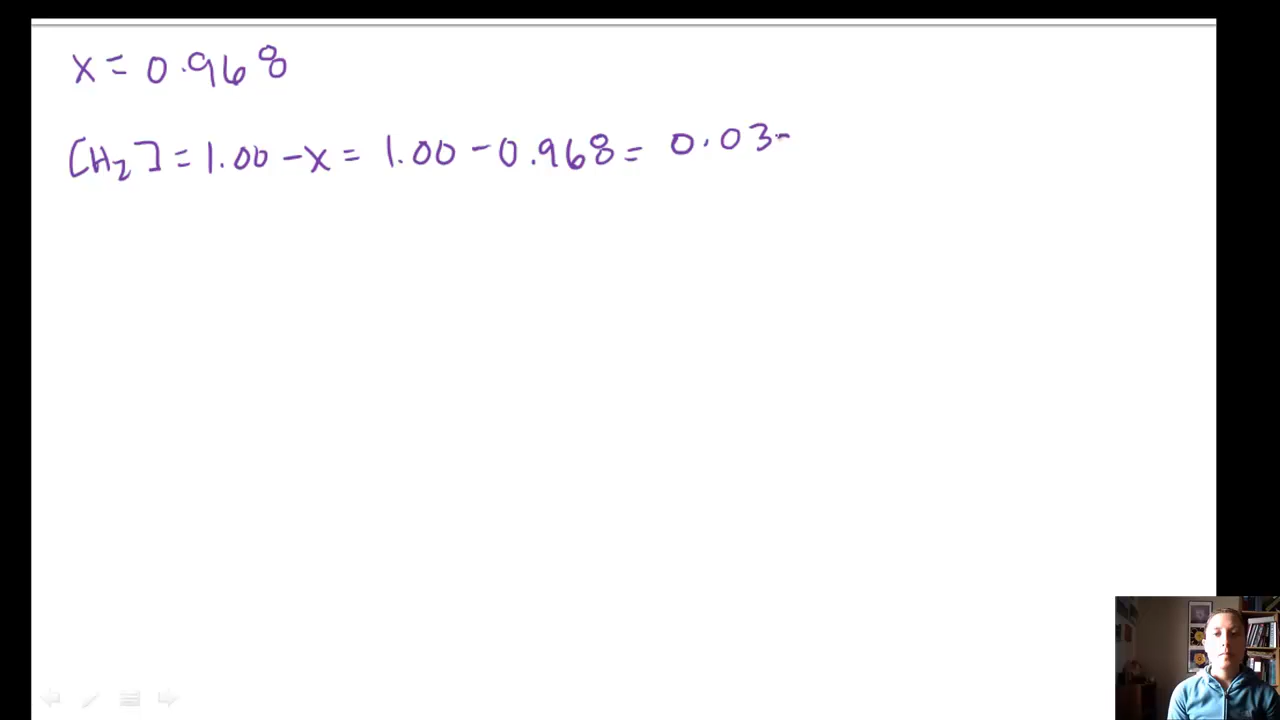 x = 0.968
[H₂] = 1.00 - x = 1.00 - 0.968 = 0.03